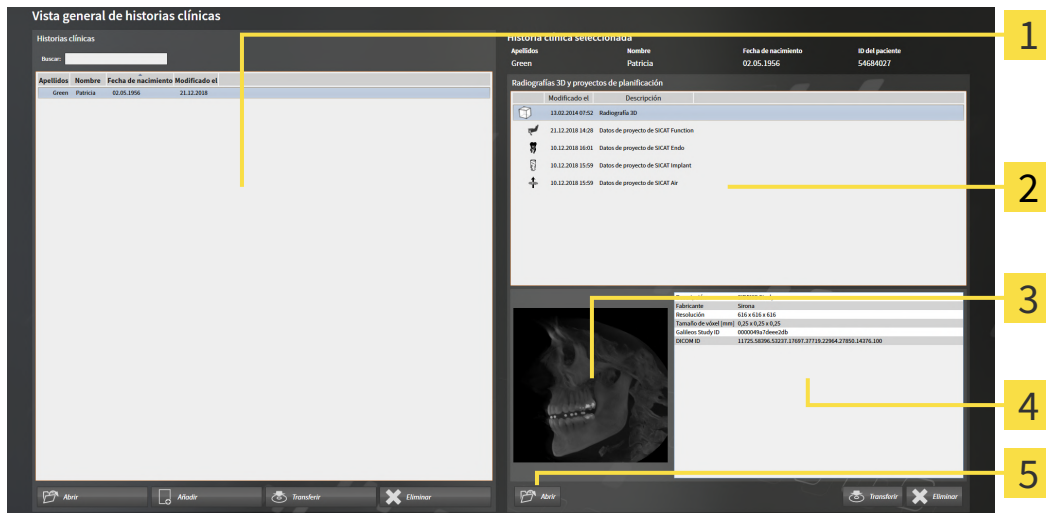 Vista general de historias clínicas
Historias clínicas
Buscar:
Apellidos Nombre Fecha de nacimiento Modificado el
Green Patricia 02.05.1956 21.12.2018
Abrir Añadir Transferir Eliminar
Historia clínica seleccionada
Apellidos Nombre Fecha de nacimiento ID del paciente
Green Patricia 02.05.1956 54684027
Radiografías 3D y proyectos de planificación
Modificado el Descripción
13.02.2014 07:52 Radiografía 3D
21.12.2018 14:28 Datos de proyecto de SICAT Function
10.12.2018 16:01 Datos de proyecto de SICAT Endo
10.12.2018 15:59 Datos de proyecto de SICAT Implant
10.12.2018 15:59 Datos de proyecto de SICAT Air
Fabricante Sirona
Resolución 616 x 616 x 616
Tamaño de vóxel [mm] 0,25 x 0,25 x 0,25
Galileos Study ID 0000049a7deee2db
DICOM ID 11725.58396.53237.17697.37719.22964.27850.14376.100
Abrir Transferir Eliminar
1
2
3
4
5